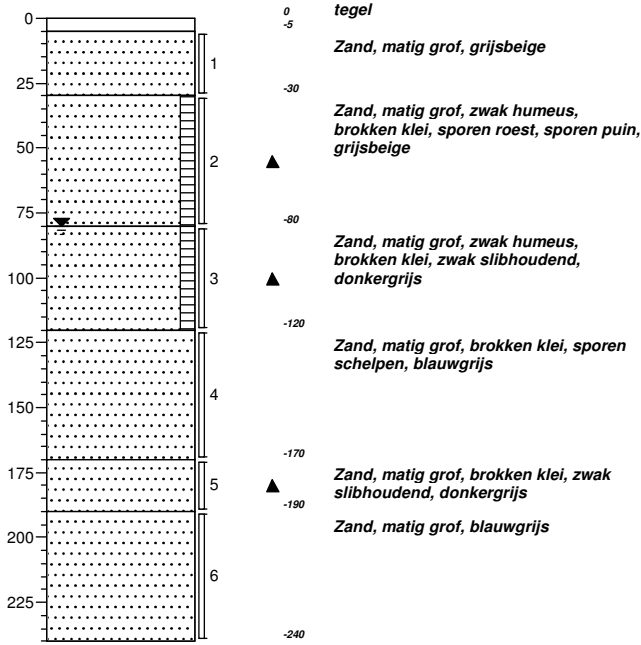 0
0
tegel
-5
Zand, matig grof, grijsbeige
1
25
-30
Zand, matig grof, zwak humeus,
brokken klei, sporen roest, sporen puin,
grijsbeige
50
2
75
-80
Zand, matig grof, zwak humeus,
brokken klei, zwak slibhoudend,
donkergrijs
100
3
-120
125
Zand, matig grof, brokken klei, sporen
schelpen, blauwgrijs
4
150
-170
175
5
Zand, matig grof, brokken klei, zwak
slibhoudend, donkergrijs
-190
200
Zand, matig grof, blauwgrijs
6
225
-240